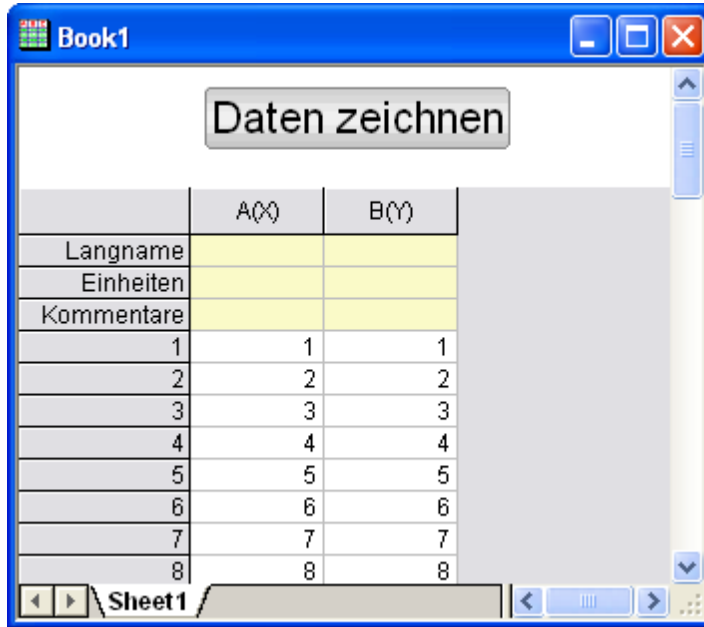 Book1
Daten zeichnen
A(X) B(Y)
Langname
Einheiten
Kommentare
1 1 1
2 2 2
3 3 3
4 4 4
5 5 5
6 6 6
7 7 7
8 8 8
Sheet1